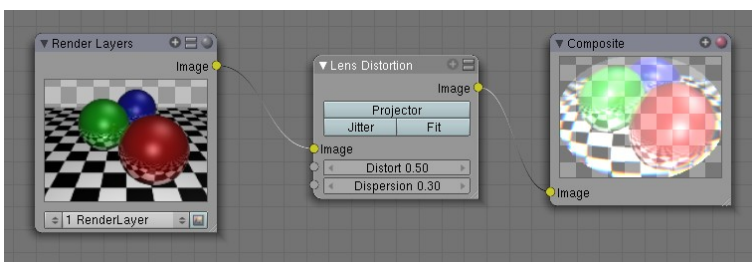 Render Layers
Image
1 RenderLayer
Lens Distortion
Image
Projector
Jitter Fit
Image
Distort 0.50
Dispersion 0.30
Composite
Image